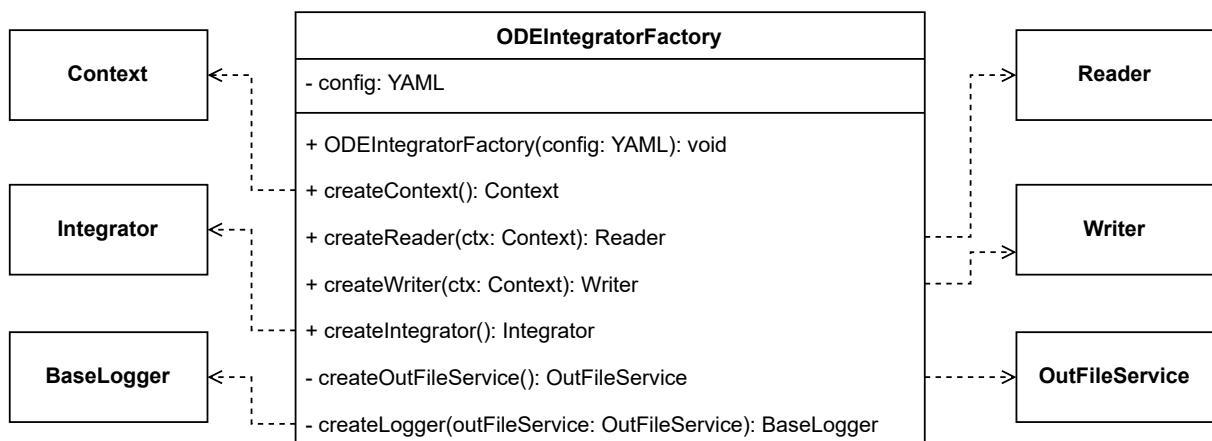 ODEIntegratorFactory
- config: YAML
+ ODEIntegratorFactory(config: YAML): void
+ createContext(): Context
+ createReader(ctx: Context): Reader
+ createWriter(ctx: Context): Writer
+ createIntegrator(): Integrator
- createOutFileService(): OutFileService
- createLogger(outFileService: OutFileService): BaseLogger
Context
Integrator
BaseLogger
Reader
Writer
OutFileService